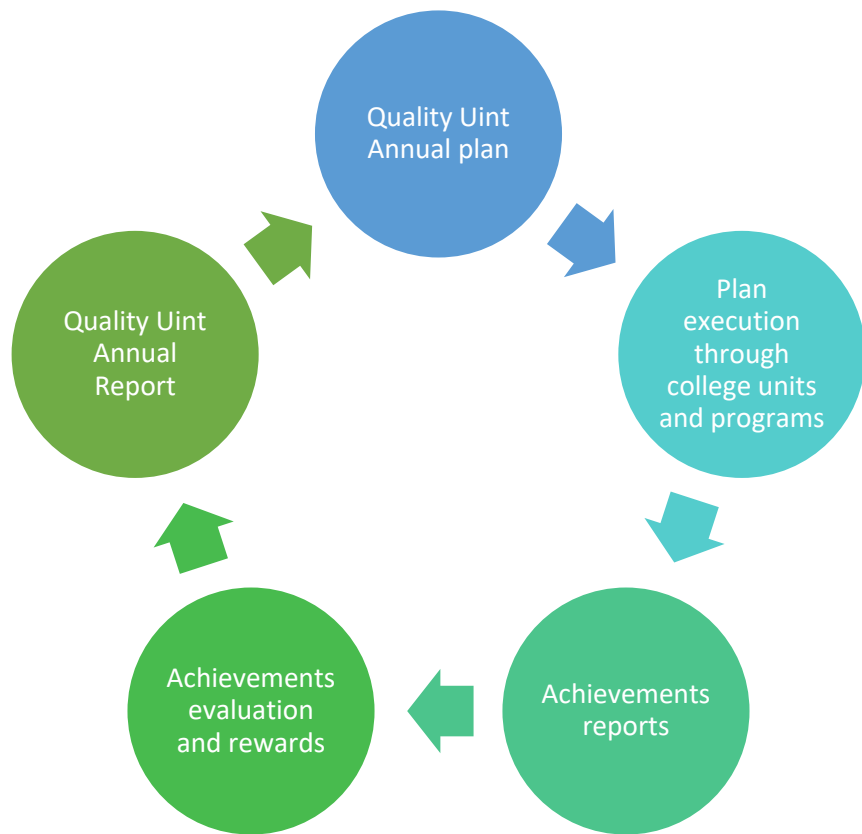 Quality Uint
Annual plan
Plan
execution
through
college units
and programs
Achievements
reports
Achievements
evaluation
and rewards
Quality Uint
Annual
Report